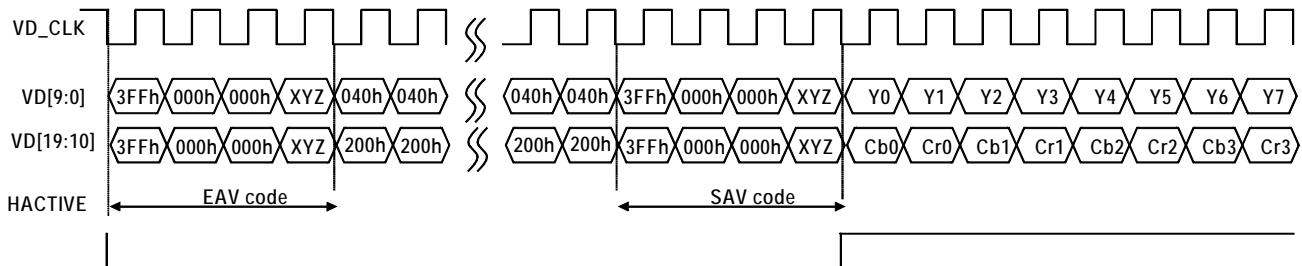 VD_CLK
VD[9:0] 3FFh 000h 000h XYZ 040h 040h 040h 040h 3FFh 000h 000h XYZ Y0 Y1 Y2 Y3 Y4 Y5 Y6 Y7
VD[19:10] 3FFh 000h 000h XYZ 200h 200h 200h 200h 3FFh 000h 000h XYZ Cb0 Cr0 Cb1 Cr1 Cb2 Cr2 Cb3 Cr3
HACTIVE EAV code SAV code